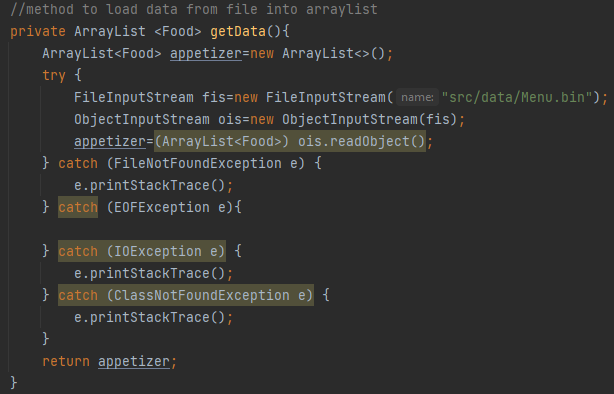 //method to load data from file into arraylist
private ArrayList <Food> getData(){
ArrayList<Food> appetizer=new ArrayList<>();
try {
FileInputStream fis=new FileInputStream( name: "src/data/Menu.bin");
ObjectInputStream ois=new ObjectInputStream(fis);
appetizer=(ArrayList<Food>) ois.readObject();
} catch (FileNotFoundException e) {
e.printStackTrace();
} catch (EOFException e){
} catch (IOException e) {
e.printStackTrace();
} catch (ClassNotFoundException e) {
e.printStackTrace();
}
return appetizer;
}